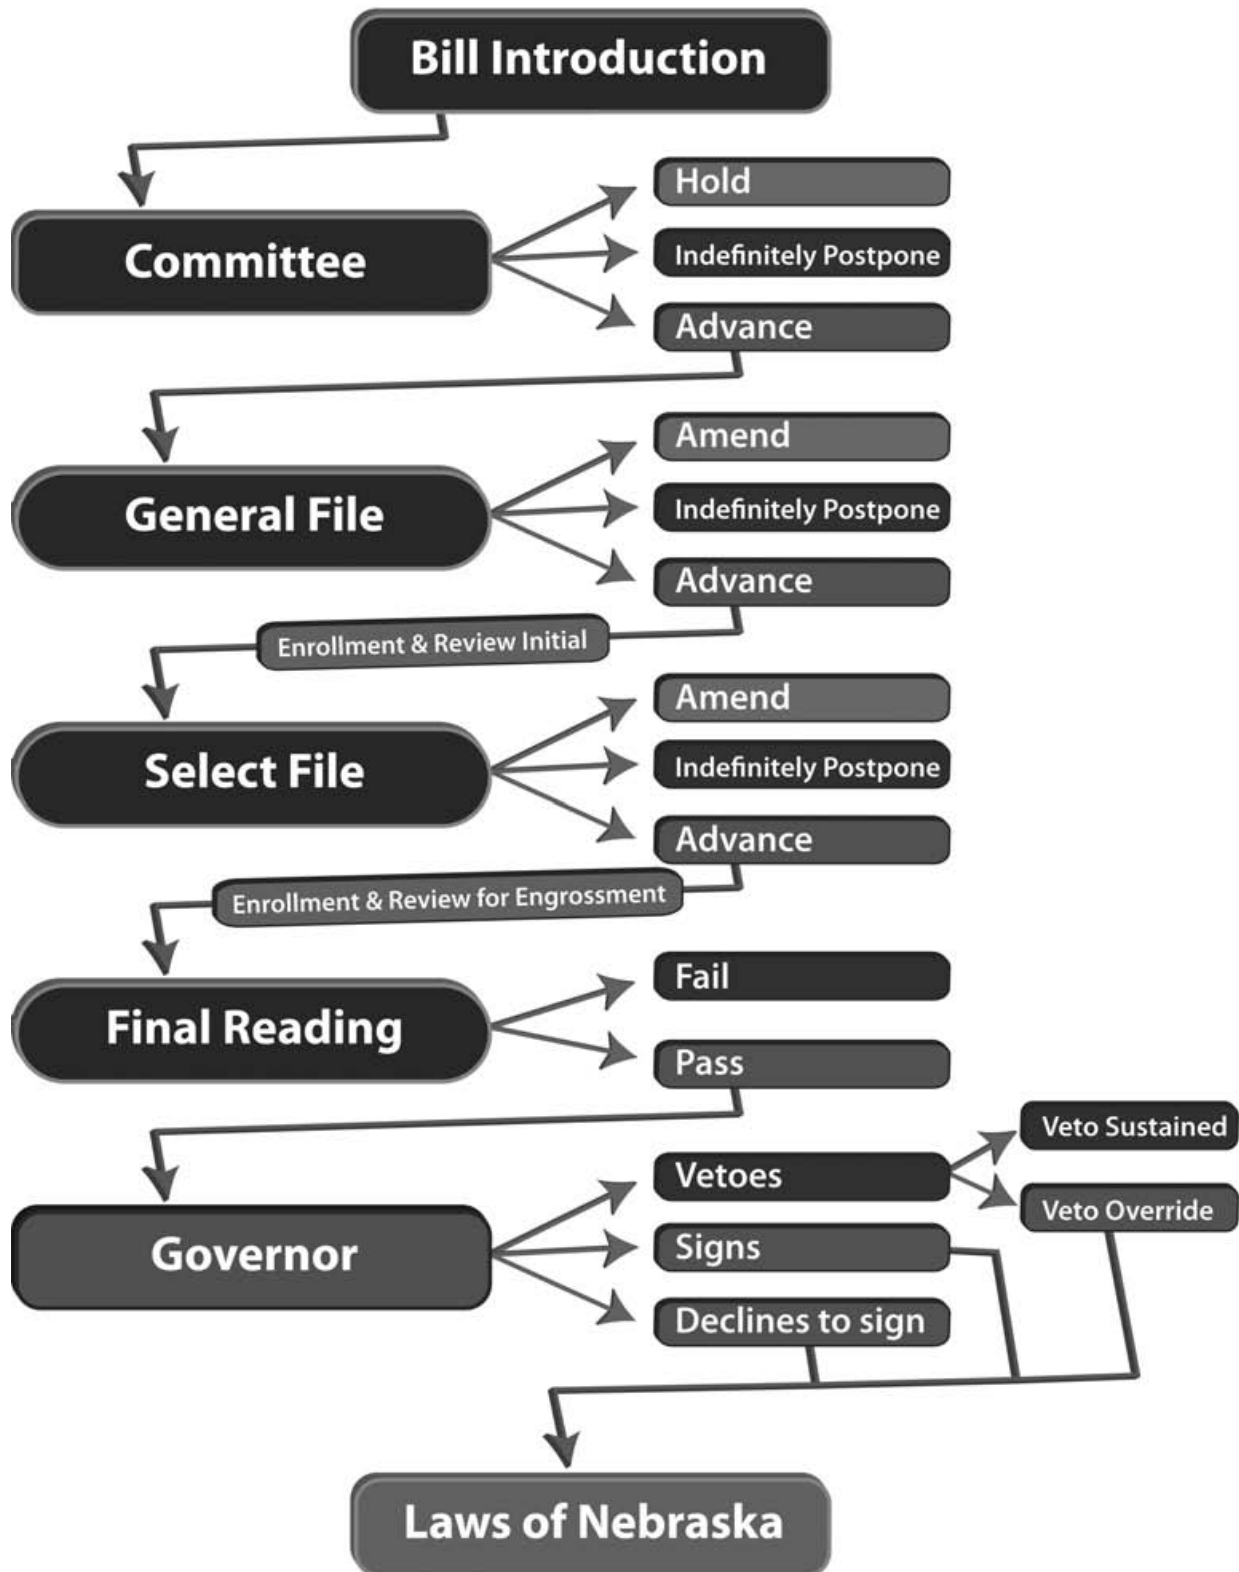 Bill Introduction
Committee
Hold
Indefinitely Postpone
Advance
General File
Amend
Indefinitely Postpone
Advance
Enrollment & Review Initial
Select File
Amend
Indefinitely Postpone
Advance
Enrollment & Review for Engrossment
Final Reading
Fail
Pass
Governor
Vetoes
Veto Sustained
Veto Override
Signs
Declines to sign
Laws of Nebraska